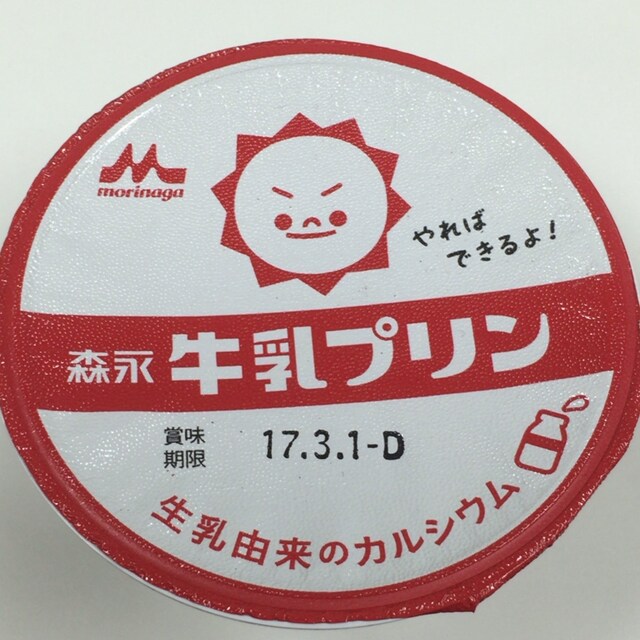 morinaga
やれば
できるよ!
森永 牛乳プリン
賞味
期限
17.3.1-D
生乳由来のカルシウム